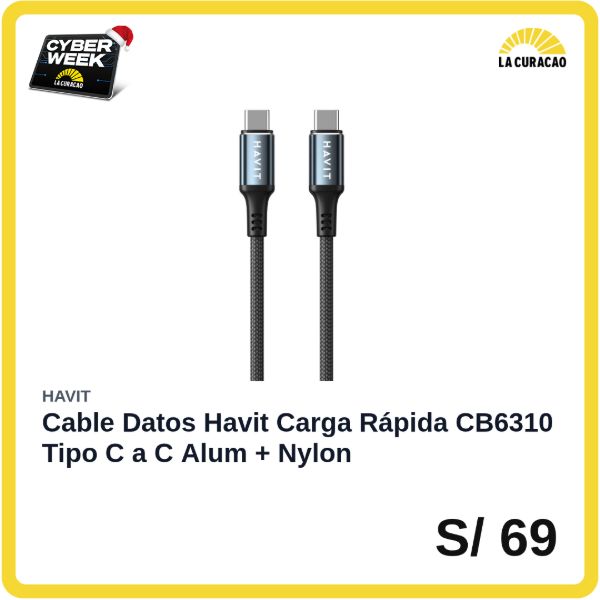 CYBER
WEEK
LA CURACAO
LA CURACAO
HAVIT
HAVIT
HAVIT
Cable Datos Havit Carga Rápida CB6310
Tipo C a C Alum + Nylon
S/ 69